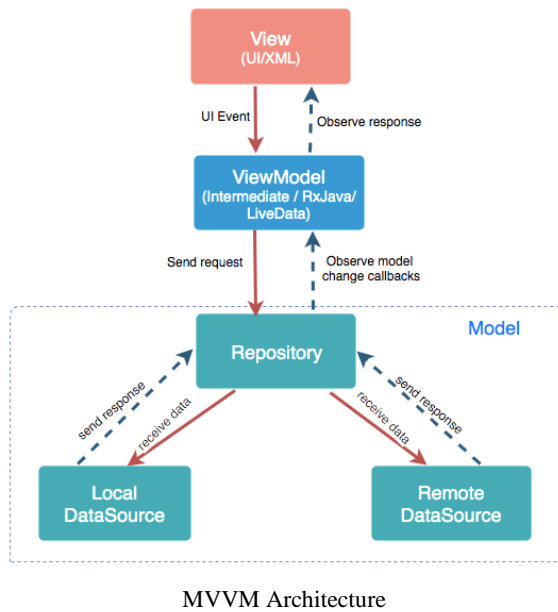 View
(UI/XML)
UI Event
Observe response
ViewModel
(Intermediate / RxJava/
LiveData)
Send request
Observe model
change callbacks
Model
Repository
send response
receive data
receive data
send response
Local
DataSource
Remote
DataSource
MVVM Architecture